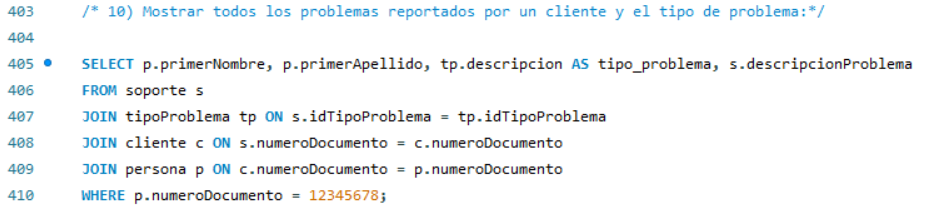 403 /* 10) Mostrar todos los problemas reportados por un cliente y el tipo de problema:*/
404
405 SELECT p.primerNombre, p.primerApellido, tp.descripcion AS tipo_problema, s.descripcionProblema
406 FROM soporte s
407 JOIN tipoProblema tp ON s.idTipoProblema = tp.idTipoProblema
408 JOIN cliente c ON s.numeroDocumento = c.numeroDocumento
409 JOIN persona p ON c.numeroDocumento = p.numeroDocumento
410 WHERE p.numeroDocumento = 12345678;